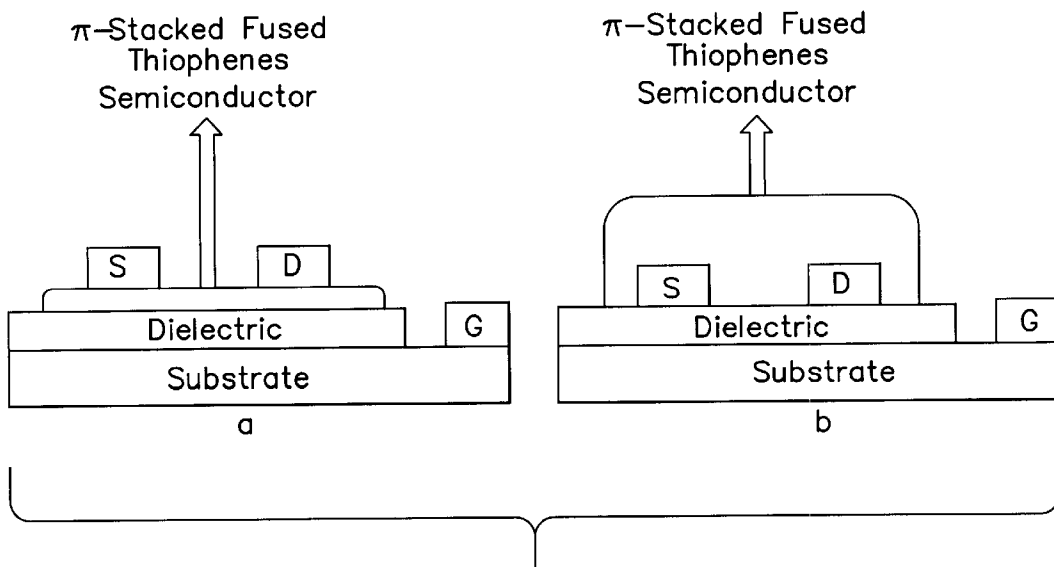 π-Stacked Fused
Thiophenes
Semiconductor
S
D
Dielectric
G
Substrate
a
π-Stacked Fused
Thiophenes
Semiconductor
S
D
Dielectric
G
Substrate
b